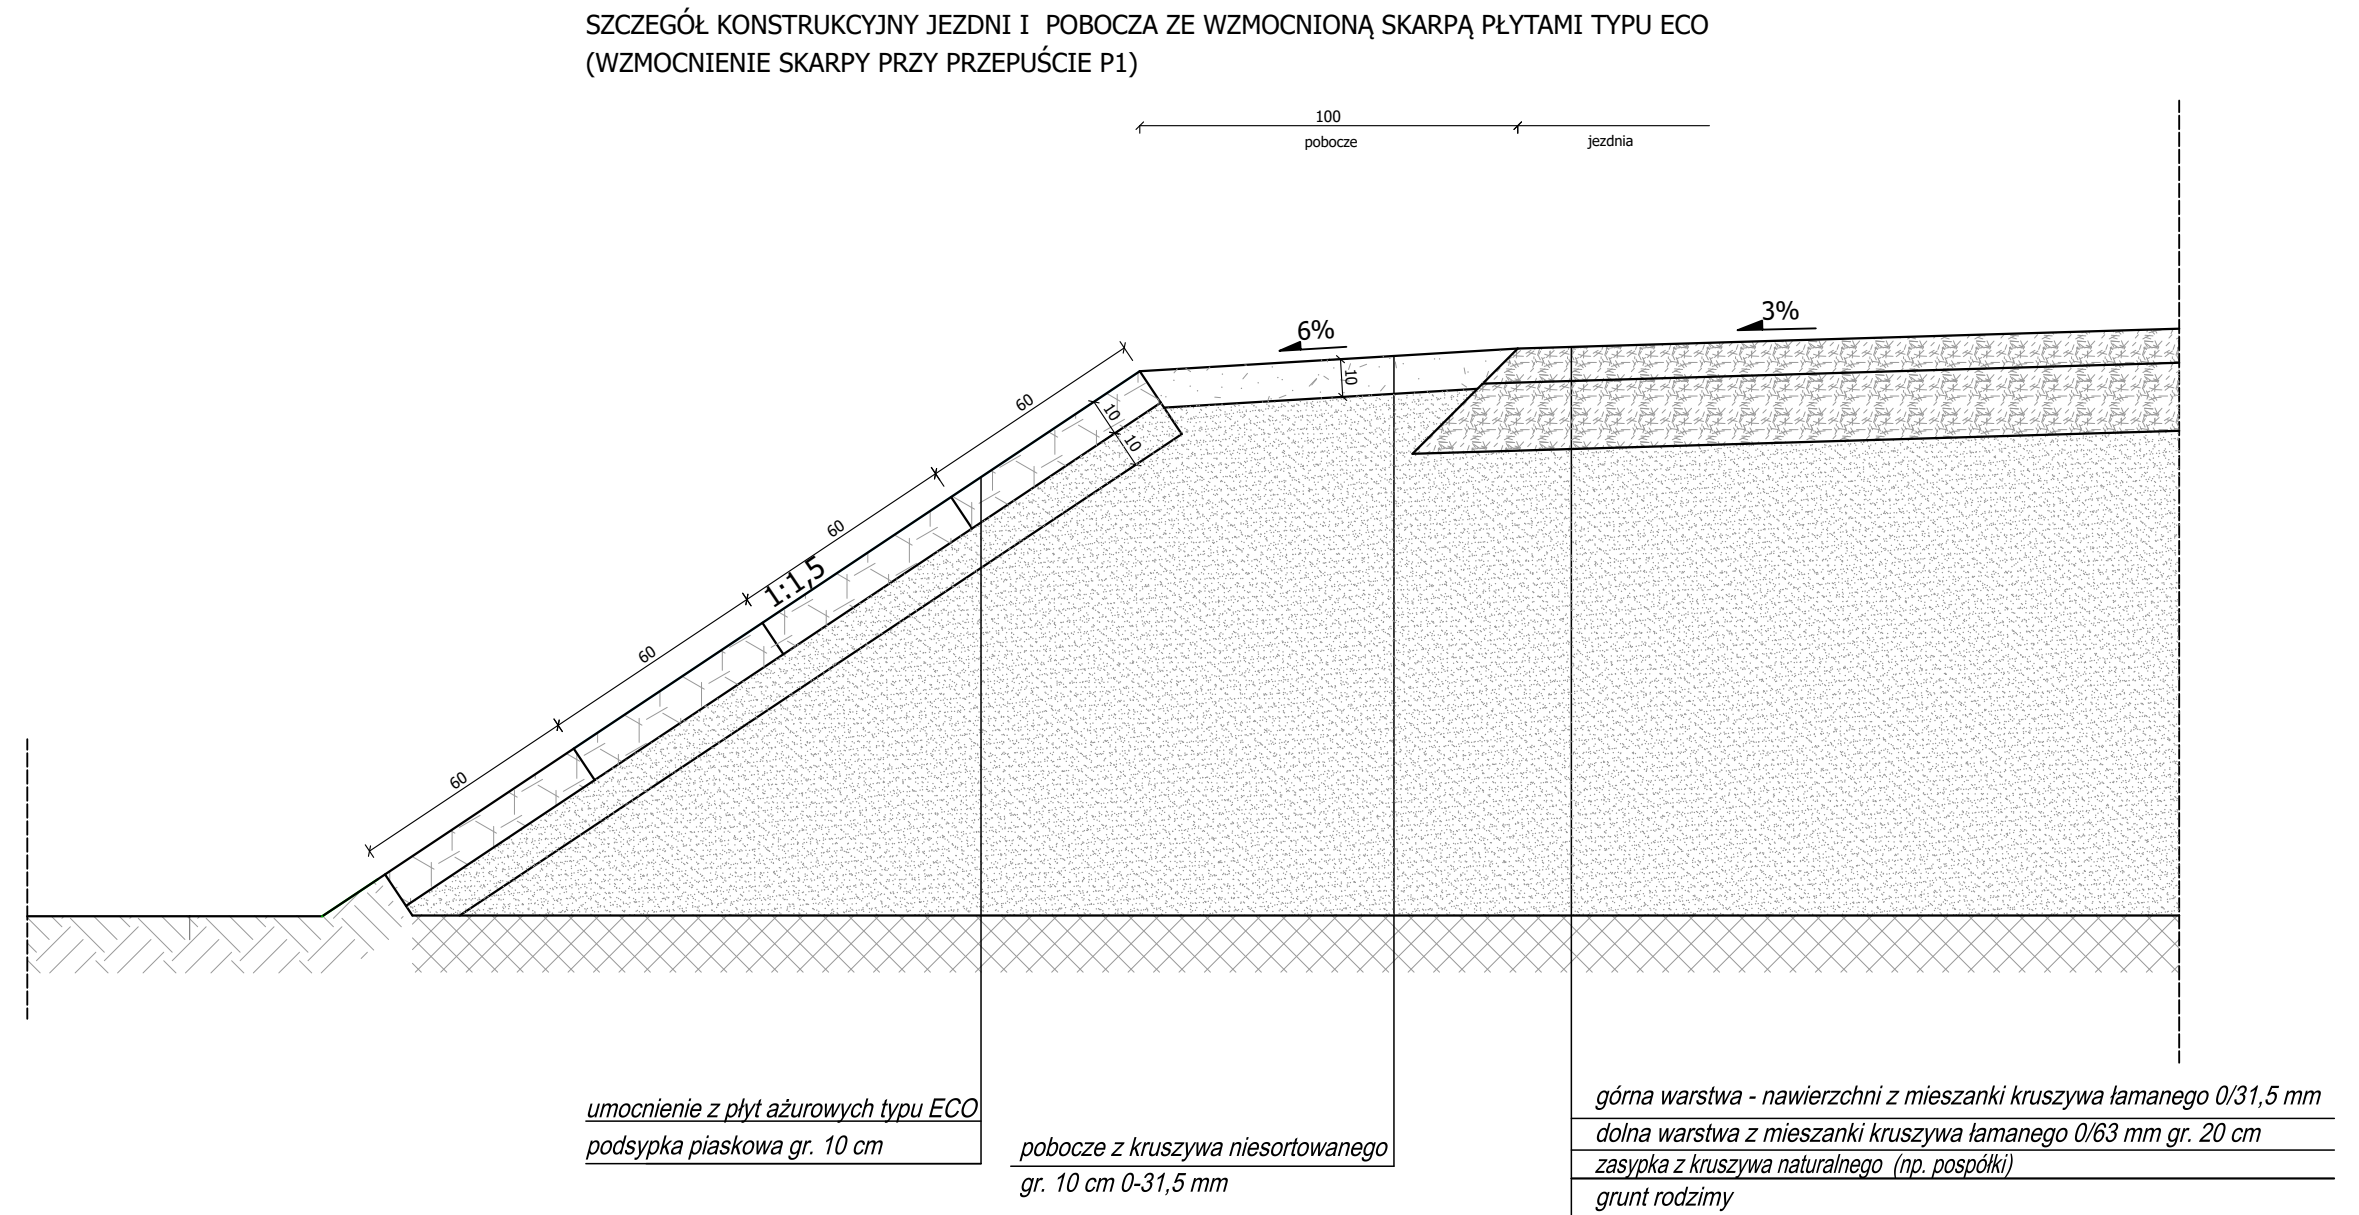 SZCZEGÓŁ KONSTRUKCYJNY JEZDNI I POBOCZA ZE WZMOCNIONĄ SKARPĄ PŁYTAMI TYPU ECO
(WZMOCNIENIE SKARPY PRZY PRZEPUŚCIE P1)
100
pobocze
jezdnia
6%
3%
10
60
10
10
60
1:1,5
60
60
umocnienie z płyt ażurowych typu ECO
podsypka piaskowa gr. 10 cm
pobocze z kruszywa niesortowanego
gr. 10 cm 0-31,5 mm
górna warstwa - nawierzchni z mieszanki kruszywa łamanego 0/31,5 mm
dolna warstwa z mieszanki kruszywa łamanego 0/63 mm gr. 20 cm
zasypka z kruszywa naturalnego (np. pospółki)
grunt rodzimy